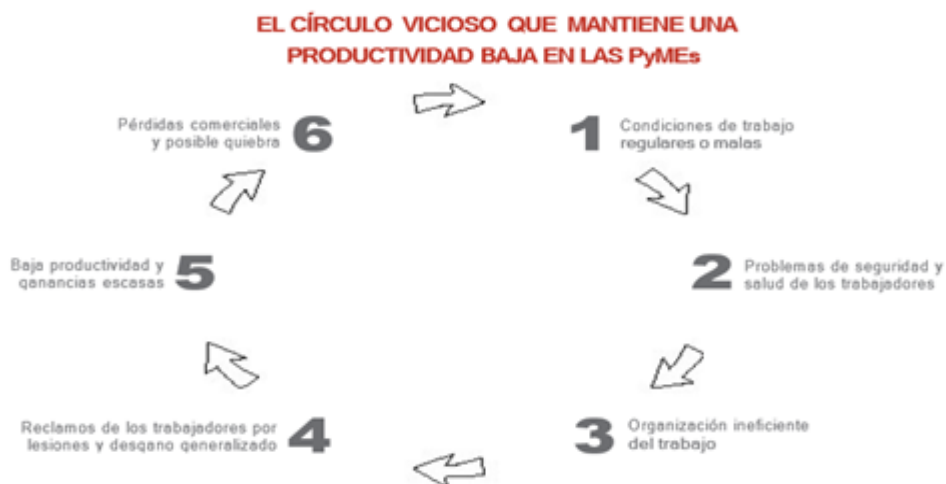 EL CÍRCULO VICIOSO QUE MANTIENE UNA
PRODUCTIVIDAD BAJA EN LAS PyMEs
1
Condiciones de trabajo
regulares o malas
2
Problemas de seguridad y
salud de los trabajadores
3
Organización ineficiente
del trabajo
4
Reclamos de los trabajadores por
lesiones y desgano generalizado
5
Baja productividad y
ganancias escasas
6
Pérdidas comerciales
y posible quiebra